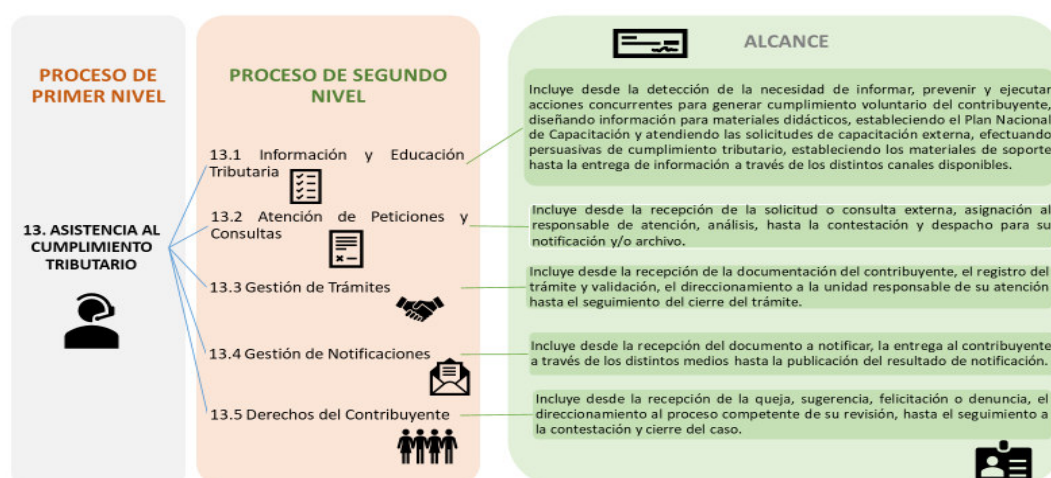 PROCESO DE
PRIMER NIVEL
13. ASISTENCIA AL
CUMPLIMIENTO
TRIBUTARIO
PROCESO DE SEGUNDO
NIVEL
13.1 Información y Educación
Tributaria
13.2 Atención de Peticiones y
Consultas
13.3 Gestión de Trámites
13.4 Gestión de Notificaciones
13.5 Derechos del Contribuyente
ALCANCE
Incluye desde la detección de la necesidad de informar, prevenir y ejecutar
acciones concurrentes para generar cumplimiento voluntario del contribuyente,
diseñando información para materiales didácticos, estableciendo el Plan Nacional
de Capacitación y atendiendo las solicitudes de capacitación externa, efectuando
persuasivas de cumplimiento tributario, estableciendo los materiales de soporte
hasta la entrega de información a través de los distintos canales disponibles.
Incluye desde la recepción de la solicitud o consulta externa, asignación al
responsable de atención, análisis, hasta la contestación y despacho para su
notificación y/o archivo.
Incluye desde la recepción de la documentación del contribuyente, el registro del
trámite y validación, el direccionamiento a la unidad responsable de su atención
hasta el seguimiento del cierre del trámite.
Incluye desde la recepción del documento a notificar, la entrega al contribuyente
a través de los distintos medios hasta la publicación del resultado de notificación.
Incluye desde la recepción de la queja, sugerencia, felicitación o denuncia, el
direccionamiento al proceso competente de su revisión, hasta el seguimiento a
la contestación y cierre del caso.